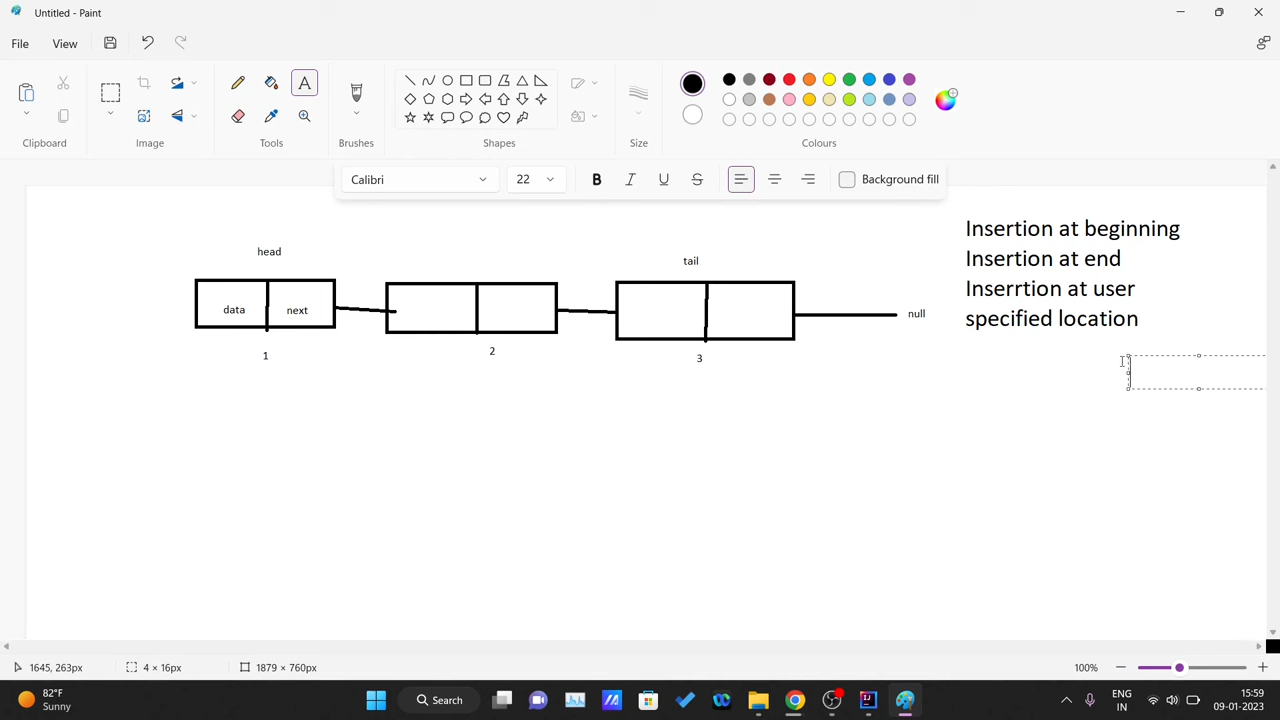 Untitled - Paint
File
View
Clipboard
Image
Tools
Brushes
Shapes
Size
Colours
Calibri
22
B
I
U
S
Background fill
Insertion at beginning
Insertion at end
Inserrtion at user
specified location
head
tail
data
next
null
1
2
3
1645, 263px
4 × 16px
1879 × 760px
100%
82°F
Sunny
Search
ENG
IN
15:59
09-01-2023